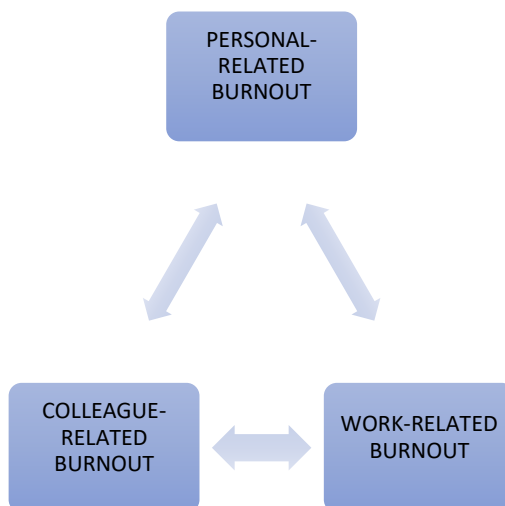 PERSONAL-
RELATED
BURNOUT
COLLEAGUE-
RELATED
BURNOUT
WORK-RELATED
BURNOUT